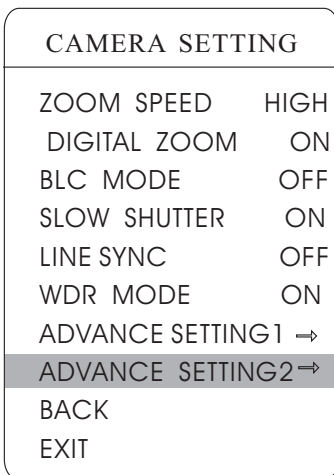 CAMERA SETTING
ZOOM SPEED HIGH
DIGITAL ZOOM ON
BLC MODE OFF
SLOW SHUTTER ON
LINE SYNC OFF
WDR MODE ON
ADVANCE SETTING1 →
ADVANCE SETTING2 ⇒
BACK
EXIT